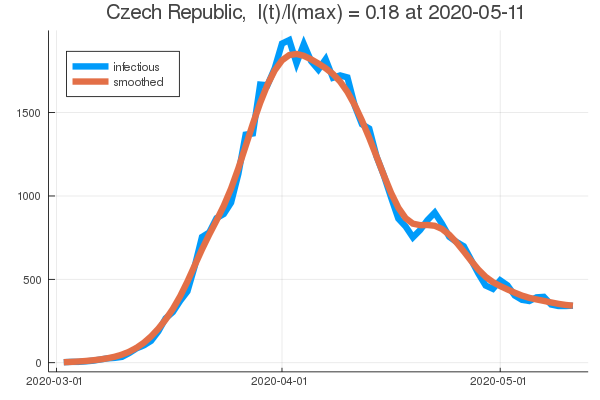 Czech Republic, I(t)/I(max) = 0.18 at 2020-05-11
infectious
smoothed
1500
1000
500
0
2020-03-01 2020-04-01 2020-05-01